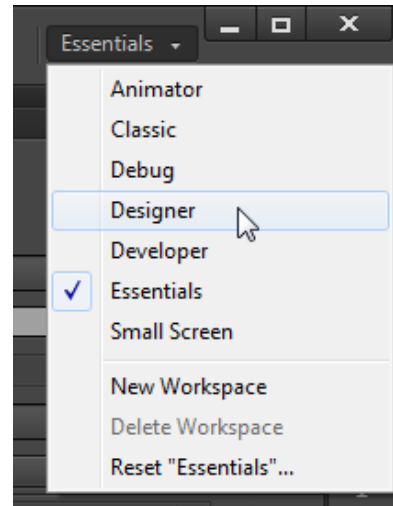 Essentials
Animator
Classic
Debug
Designer
Developer
Essentials
Small Screen
New Workspace
Delete Workspace
Reset "Essentials"...